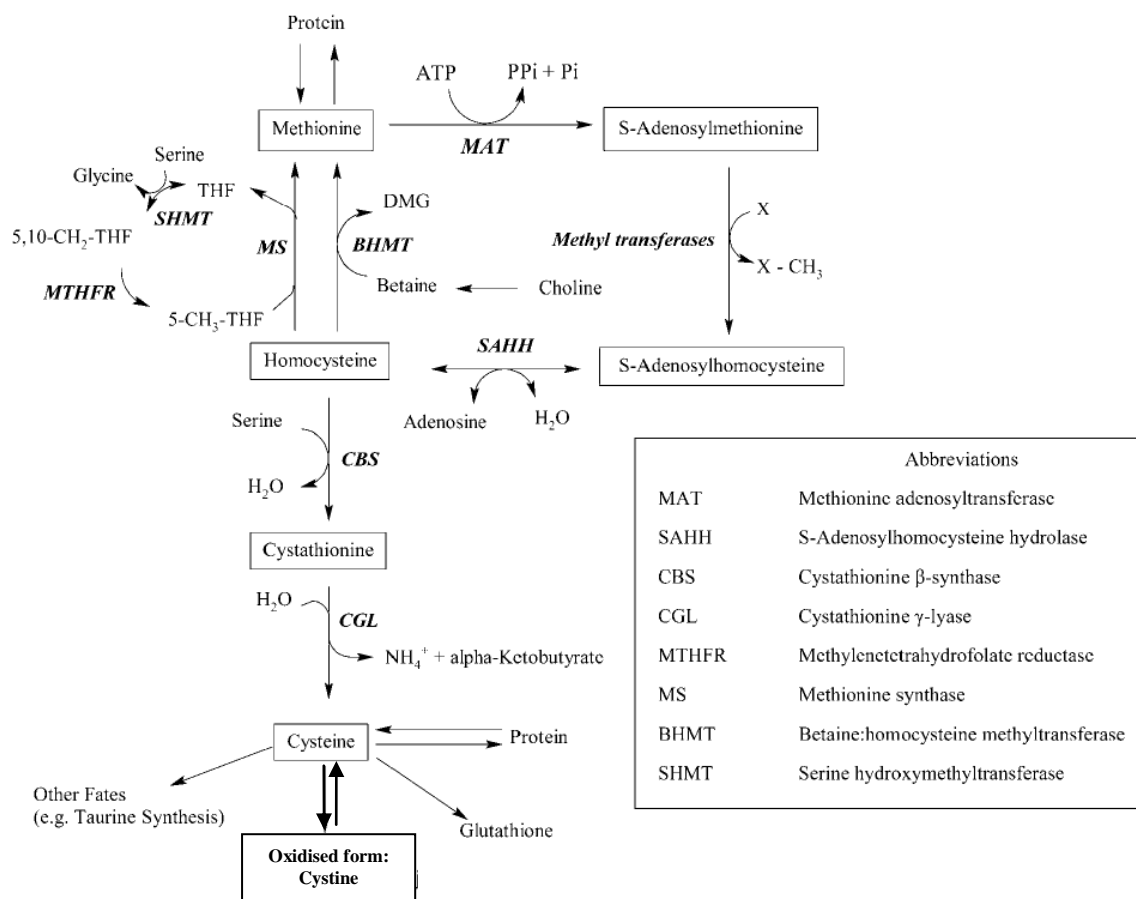 Protein
ATP
PPi + Pi
Methionine
MAT
S-Adenosylmethionine
Serine
Glycine
THF
SHMT
5,10-CH₂-THF
MTHFR
5-CH₃-THF
MS
DMG
BHMT
Betaine
Choline
Methyl transferases
X
X - CH₃
Homocysteine
SAHH
S-Adenosylhomocysteine
Adenosine
H₂O
Serine
CBS
H₂O
Cystathionine
H₂O
CGL
NH₄⁺ + alpha-Ketobutyrate
Cysteine
Protein
Other Fates
(e.g. Taurine Synthesis)
Glutathione
Oxidised form:
Cystine
Abbreviations
MAT Methionine adenosyltransferase
SAHH S-Adenosylhomocysteine hydrolase
CBS Cystathionine β-synthase
CGL Cystathionine γ-lyase
MTHFR Methylenetetrahydrofolate reductase
MS Methionine synthase
BHMT Betaine:homocysteine methyltransferase
SHMT Serine hydroxymethyltransferase